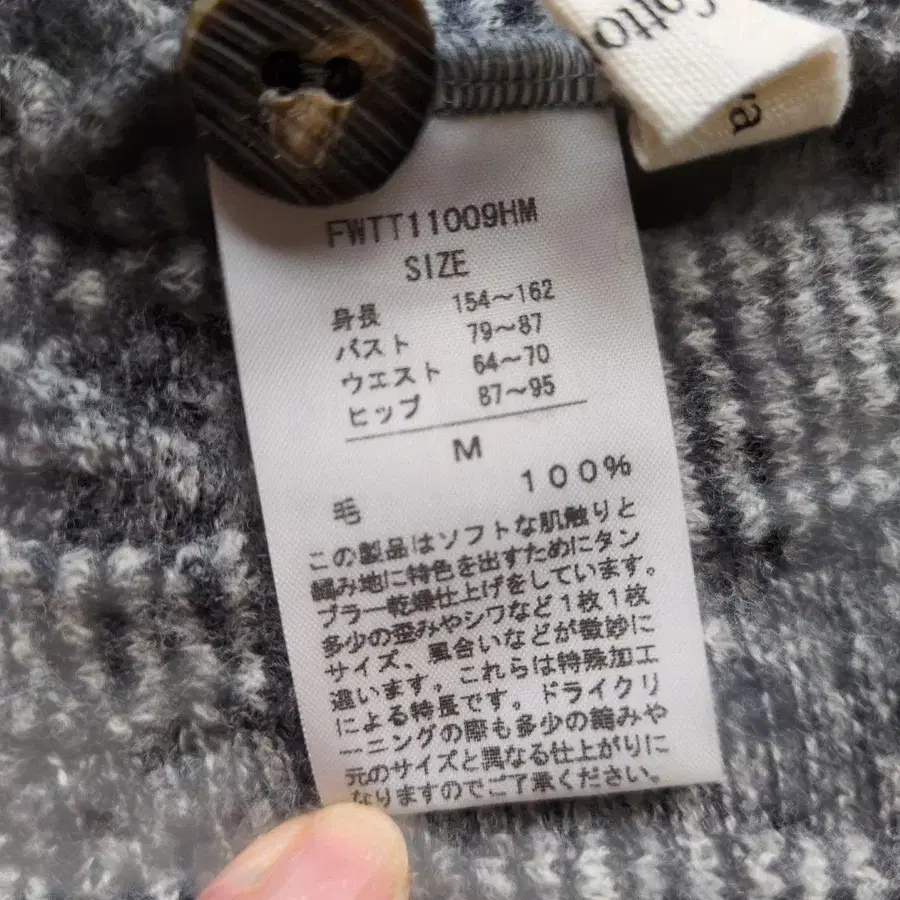 Cotto
ra
FWTT11009HM
SIZE
身長 154～162
バスト 79～87
ウエスト 64～70
ヒップ 87～95
M
毛 100%
この製品はソフトな肌触りと
編み地に特色を出すためにタン
ブラー乾燥仕上げをしています。
多少の歪みやシワなど1枚1枚
サイズ、風合いなどが微妙に
違います。これらは特殊加工
による特長です。ドライクリ
ーニングの際も多少の縮みや
元のサイズと異なる仕上がりに
なりますのでご了承ください。